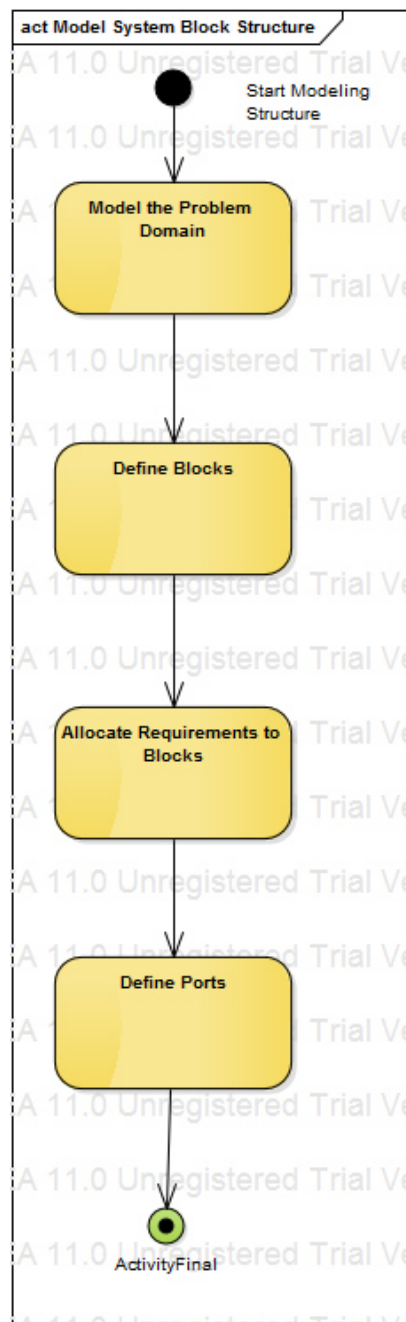 act Model System Block Structure
Start Modeling
Structure
Model the Problem
Domain
Define Blocks
Allocate Requirements to
Blocks
Define Ports
ActivityFinal
EA 11.0 Unregistered Trial Ve